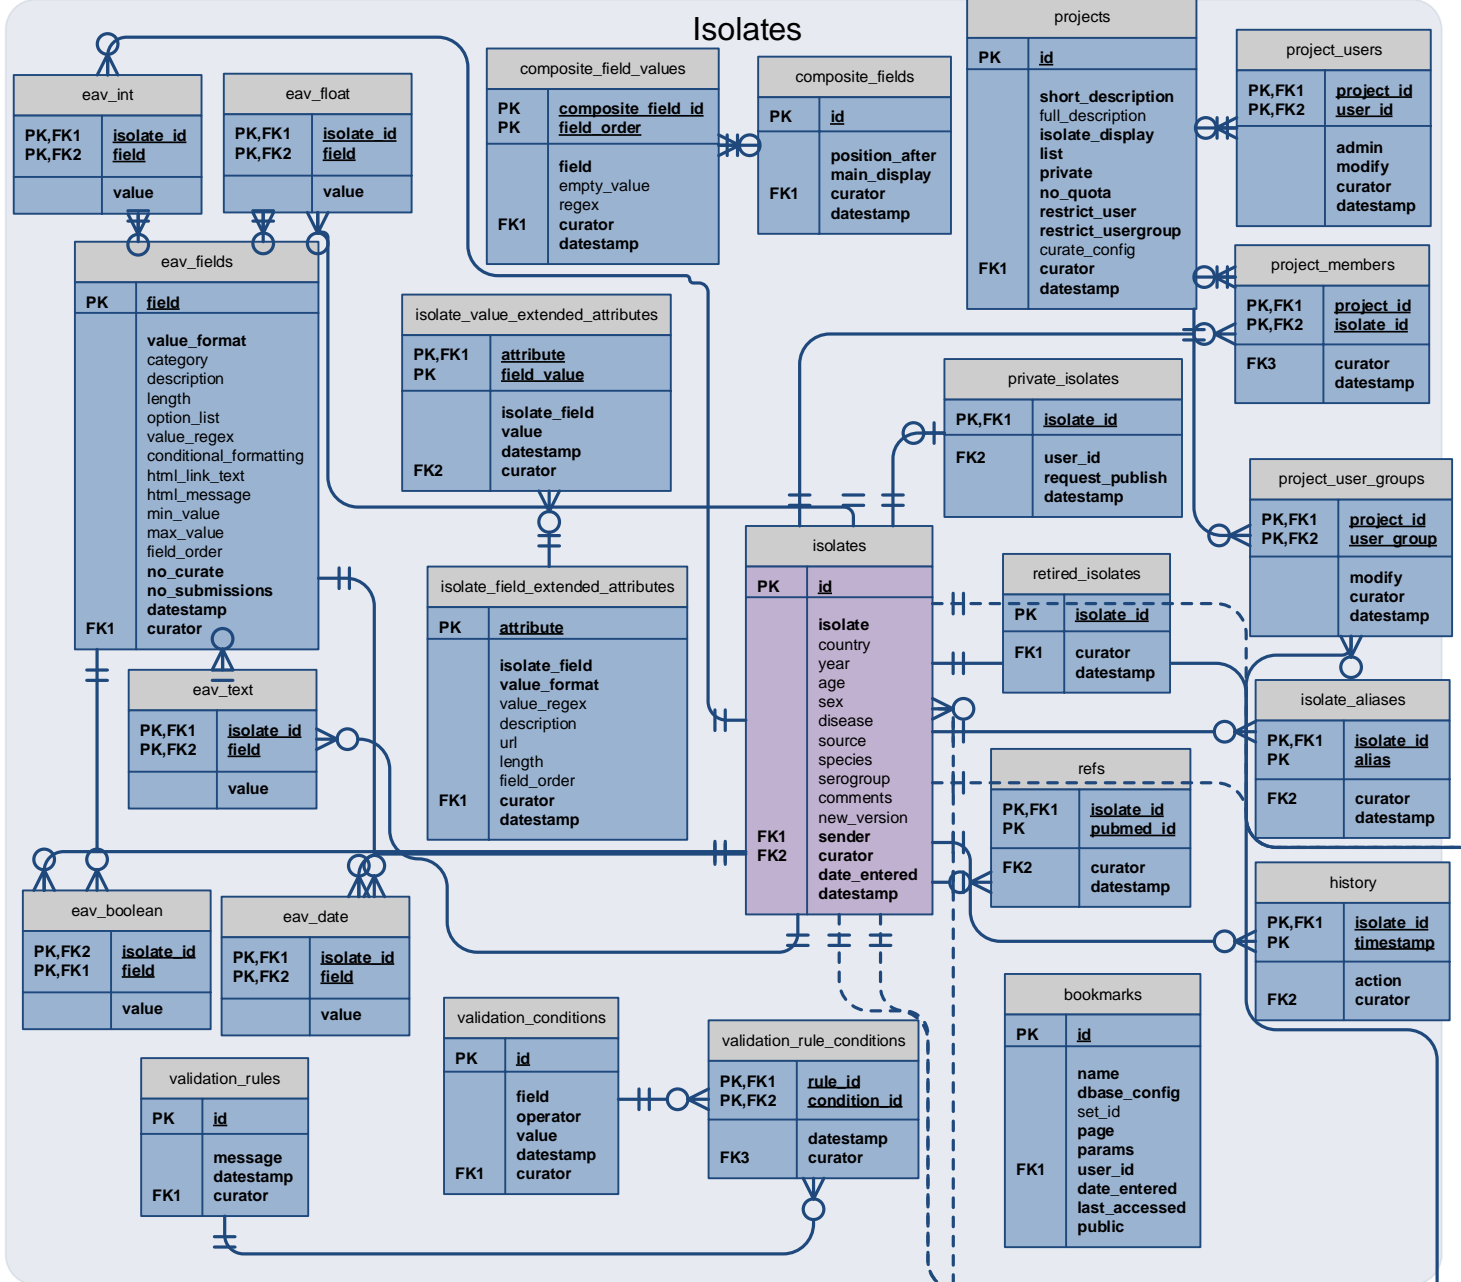 Isolates
eav_int
PK,FK1 isolate_id
PK,FK2 field
value
eav_float
PK,FK1 isolate_id
PK,FK2 field
value
composite_field_values
PK composite_field_id
PK field_order
field
empty_value
regex
FK1 curator
datestamp
composite_fields
PK id
position_after
main_display
FK1 curator
datestamp
projects
PK id
short_description
full_description
isolate_display
list
private
no_quota
restrict_user
restrict_usergroup
curate_config
FK1 curator
datestamp
project_users
PK,FK1 project_id
PK,FK2 user_id
admin
modify
curator
datestamp
eav_fields
PK field
value_format
category
description
length
option_list
value_regex
conditional_formatting
html_link_text
html_message
min_value
max_value
field_order
no_curate
no_submissions
datestamp
FK1 curator
isolate_value_extended_attributes
PK,FK1 attribute
PK field_value
isolate_field
value
datestamp
FK2 curator
project_members
PK,FK1 project_id
PK,FK2 isolate_id
FK3 curator
datestamp
private_isolates
PK,FK1 isolate_id
FK2 user_id
request_publish
datestamp
project_user_groups
PK,FK1 project_id
PK,FK2 user_group
modify
curator
datestamp
isolates
PK id
isolate
country
year
age
sex
disease
source
species
serogroup
comments
new_version
FK1 sender
FK2 curator
date_entered
datestamp
retired_isolates
PK isolate_id
FK1 curator
datestamp
isolate_field_extended_attributes
PK attribute
isolate_field
value_format
value_regex
description
url
length
field_order
FK1 curator
datestamp
eav_text
PK,FK1 isolate_id
PK,FK2 field
value
isolate_aliases
PK,FK1 isolate_id
PK alias
FK2 curator
datestamp
refs
PK,FK1 isolate_id
PK pubmed_id
FK2 curator
datestamp
history
PK,FK1 isolate_id
PK timestamp
action
FK2 curator
eav_boolean
PK,FK2 isolate_id
PK,FK1 field
value
eav_date
PK,FK1 isolate_id
PK,FK2 field
value
validation_conditions
PK id
field
operator
value
datestamp
FK1 curator
validation_rule_conditions
PK,FK1 rule_id
PK,FK2 condition_id
datestamp
FK3 curator
bookmarks
PK id
name
dbase_config
set_id
page
params
FK1 user_id
date_entered
last_accessed
public
validation_rules
PK id
message
datestamp
FK1 curator